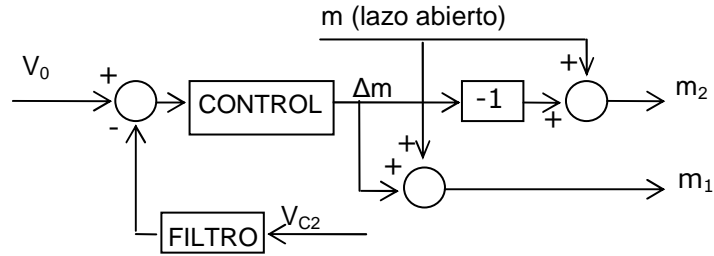 m (lazo abierto)
V0
+
-
CONTROL
Δm
-1
+
+
m2
+
+
m1
VC2
FILTRO